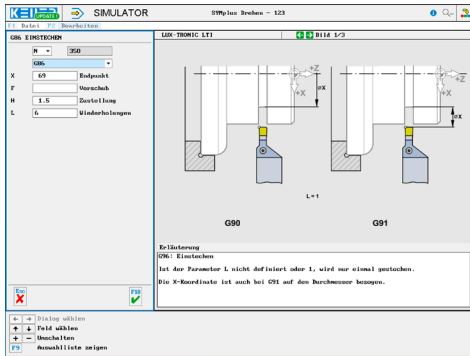 KELLER UPDATE! SIMULATOR SYMplus Drehen - 123
F1 Datei F2 Bearbeiten
G86 EINSTECHEN
N 350
G86
X 69 Endpunkt
F Vorschub
H 1.5 Zustellung
L 6 Wiederholungen
Esc
F10
LUX-TRONIC LTI Bild 1/3
+Z
+X
øX
+Z
+X
øX
L=1
G90 G91
Erläuterung
G96: Einstechen
Ist der Parameter L nicht definiert oder 1, wird nur einmal gestochen.
Die X-Koordinate ist auch bei G91 auf den Durchmesser bezogen.
Dialog wählen
Feld wählen
+ - Umschalten
F9 Auswahlliste zeigen